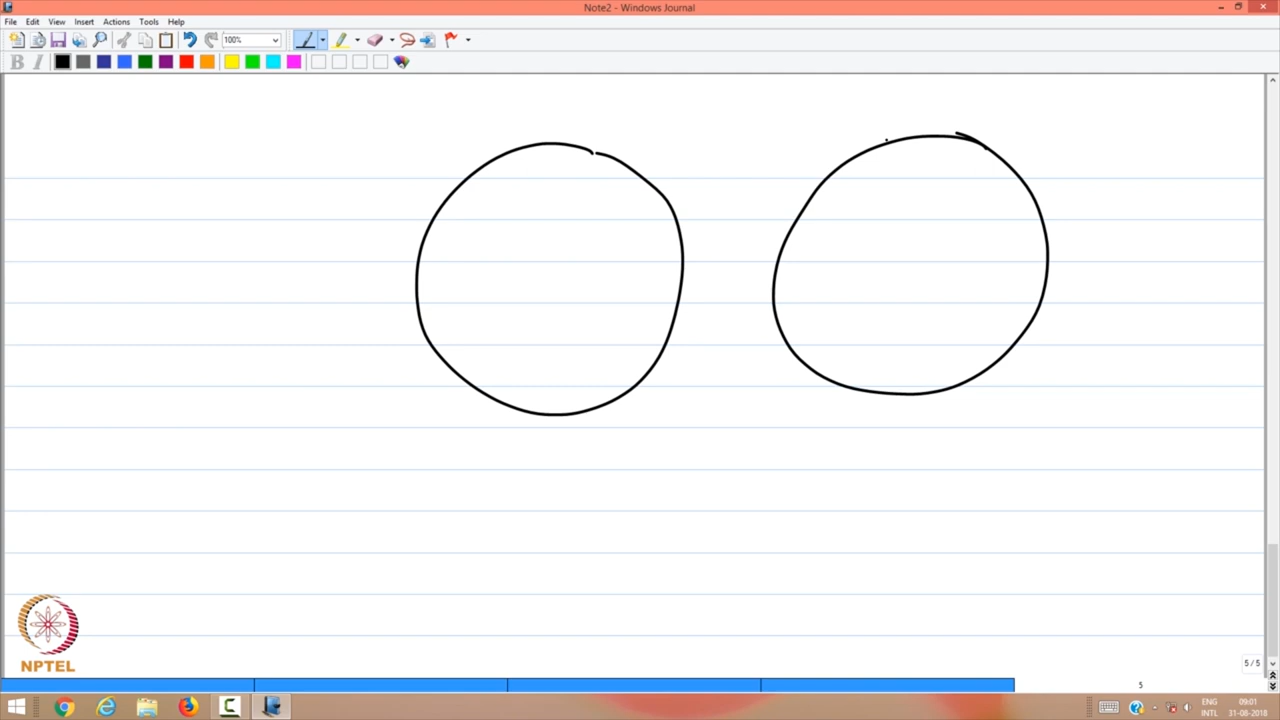 Note2 - Windows Journal
File Edit View Insert Actions Tools Help
100%
B I
NPTEL
5 / 5
5
ENG
INTL
09:01
31-08-2018